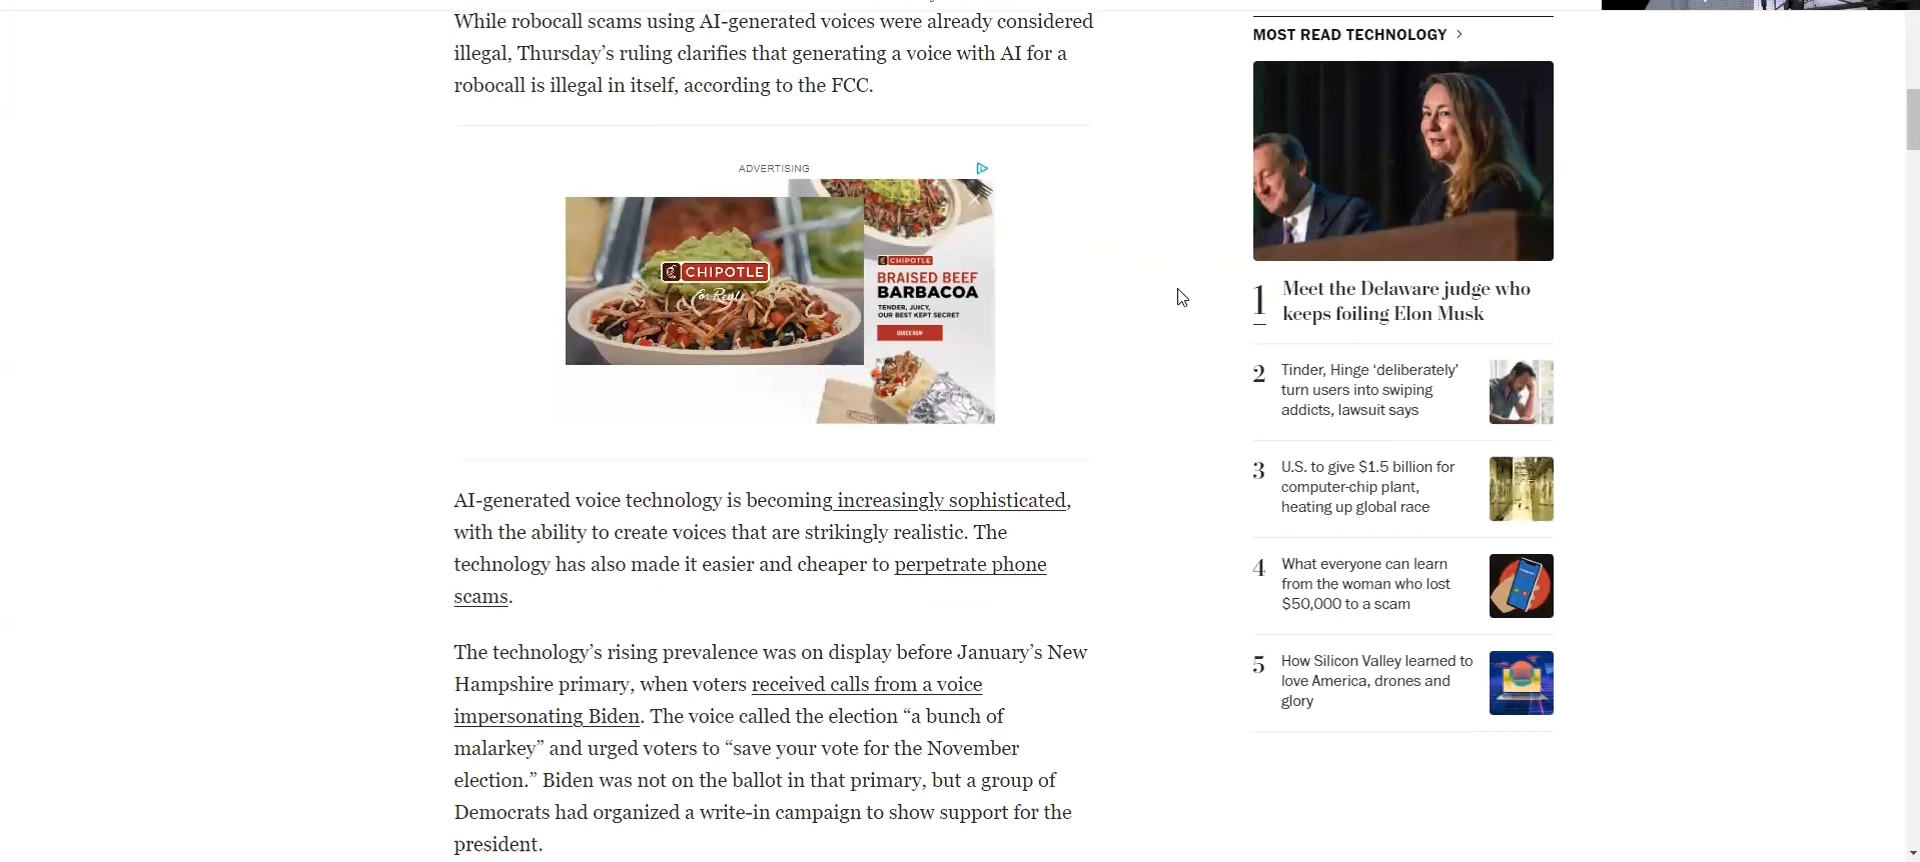 While robocall scams using AI-generated voices were already considered
illegal, Thursday’s ruling clarifies that generating a voice with AI for a
robocall is illegal in itself, according to the FCC.
ADVERTISING
CHIPOTLE
for Real
CHIPOTLE
BRAISED BEEF
BARBACOA
TENDER, JUICY,
OUR BEST KEPT SECRET
ORDER NOW
CHIPOTLE
AI-generated voice technology is becoming increasingly sophisticated,
with the ability to create voices that are strikingly realistic. The
technology has also made it easier and cheaper to perpetrate phone
scams.
The technology’s rising prevalence was on display before January’s New
Hampshire primary, when voters received calls from a voice
impersonating Biden. The voice called the election “a bunch of
malarkey” and urged voters to “save your vote for the November
election.” Biden was not on the ballot in that primary, but a group of
Democrats had organized a write-in campaign to show support for the
president.
MOST READ TECHNOLOGY
1
Meet the Delaware judge who
keeps foiling Elon Musk
2
Tinder, Hinge ‘deliberately’
turn users into swiping
addicts, lawsuit says
3
U.S. to give $1.5 billion for
computer-chip plant,
heating up global race
4
What everyone can learn
from the woman who lost
$50,000 to a scam
5
How Silicon Valley learned to
love America, drones and
glory